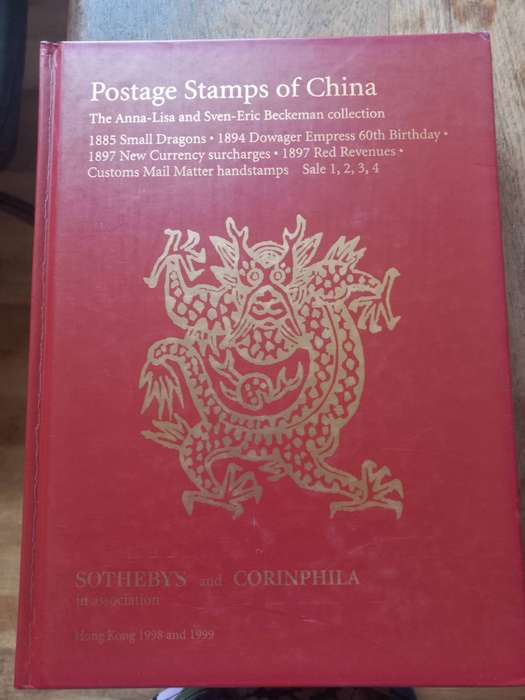 Postage Stamps of China
The Anna-Lisa and Sven-Eric Beckeman collection
1885 Small Dragons • 1894 Dowager Empress 60th Birthday •
1897 New Currency surcharges • 1897 Red Revenues •
Customs Mail Matter handstamps Sale 1, 2, 3, 4
SOTHEBY'S and CORINPHILA
in association
Hong Kong 1998 and 1999